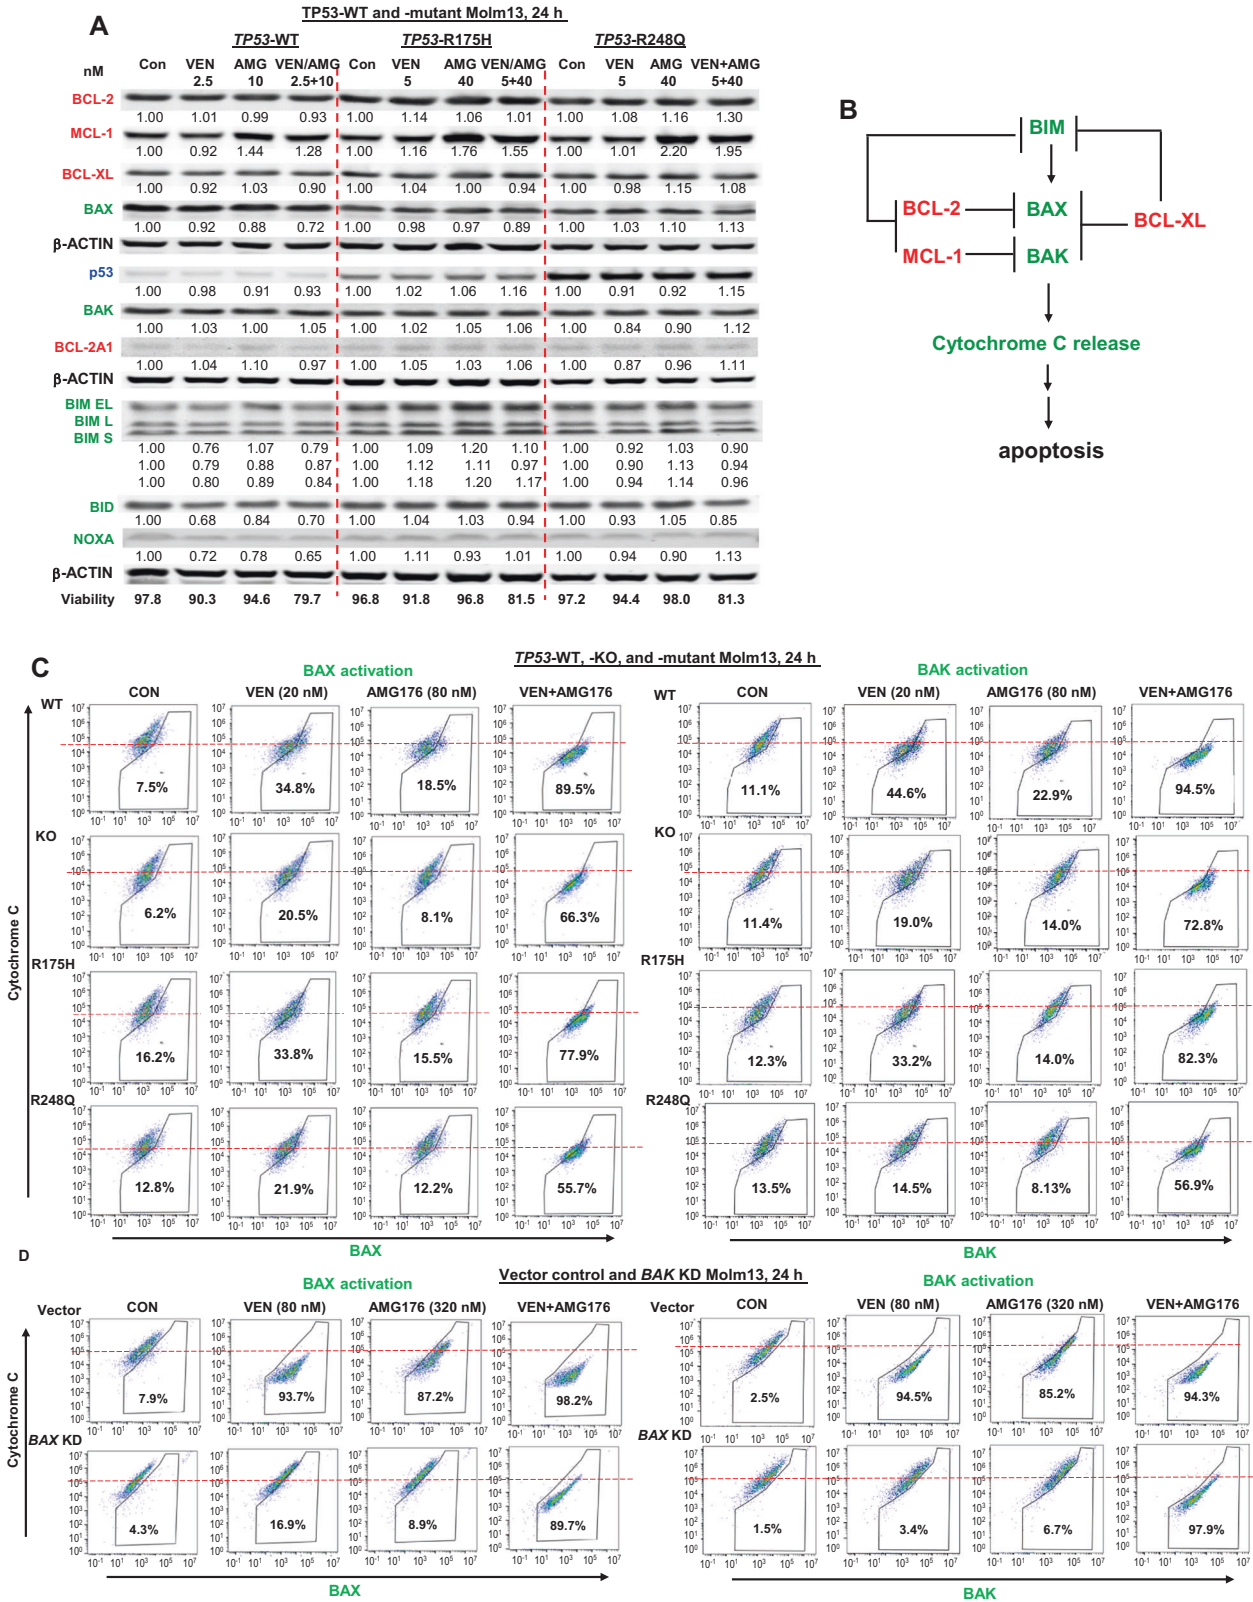 A
TP53-WT and -mutant Molm13, 24 h
TP53-WT TP53-R175H TP53-R248Q
nM Con VEN AMG VEN/AMG Con VEN AMG VEN/AMG Con VEN AMG VEN+AMG
2.5 10 2.5+10 5 40 5+40 5 40 5+40
BCL-2
1.00 1.01 0.99 0.93 1.00 1.14 1.06 1.01 1.00 1.08 1.16 1.30
MCL-1
1.00 0.92 1.44 1.28 1.00 1.16 1.76 1.55 1.00 1.01 2.20 1.95
BCL-XL
1.00 0.92 1.03 0.90 1.00 1.04 1.00 0.94 1.00 0.98 1.15 1.08
BAX
1.00 0.92 0.88 0.72 1.00 0.98 0.97 0.89 1.00 1.03 1.10 1.13
β-ACTIN
p53
1.00 0.98 0.91 0.93 1.00 1.02 1.06 1.16 1.00 0.91 0.92 1.15
BAK
1.00 1.03 1.00 1.05 1.00 1.02 1.05 1.06 1.00 0.84 0.90 1.12
BCL-2A1
1.00 1.04 1.10 0.97 1.00 1.05 1.03 1.06 1.00 0.87 0.96 1.11
β-ACTIN
BIM EL
BIM L
BIM S
1.00 0.76 1.07 0.79 1.00 1.09 1.20 1.10 1.00 0.92 1.03 0.90
1.00 0.79 0.88 0.87 1.00 1.12 1.11 0.97 1.00 0.90 1.13 0.94
1.00 0.80 0.89 0.84 1.00 1.18 1.20 1.17 1.00 0.94 1.14 0.96
BID
1.00 0.68 0.84 0.70 1.00 1.04 1.03 0.94 1.00 0.93 1.05 0.85
NOXA
1.00 0.72 0.78 0.65 1.00 1.11 0.93 1.01 1.00 0.94 0.90 1.13
β-ACTIN
Viability 97.8 90.3 94.6 79.7 96.8 91.8 96.8 81.5 97.2 94.4 98.0 81.3
B
BIM
BCL-2 BAX
BCL-XL
MCL-1 BAK
Cytochrome C release
apoptosis
C
TP53-WT, -KO, and -mutant Molm13, 24 h
BAX activation BAK activation
CON VEN (20 nM) AMG176 (80 nM) VEN+AMG176 CON VEN (20 nM) AMG176 (80 nM) VEN+AMG176
WT 7.5% 34.8% 18.5% 89.5% WT 11.1% 44.6% 22.9% 94.5%
KO 6.2% 20.5% 8.1% 66.3% KO 11.4% 19.0% 14.0% 72.8%
R175H 16.2% 33.8% 15.5% 77.9% R175H 12.3% 33.2% 14.0% 82.3%
R248Q 12.8% 21.9% 12.2% 55.7% R248Q 13.5% 14.5% 8.13% 56.9%
Cytochrome C
BAX BAK
D
Vector control and BAK KD Molm13, 24 h
BAX activation BAK activation
CON VEN (80 nM) AMG176 (320 nM) VEN+AMG176 CON VEN (80 nM) AMG176 (320 nM) VEN+AMG176
Vector 7.9% 93.7% 87.2% 98.2% Vector 2.5% 94.5% 85.2% 94.3%
BAX KD 4.3% 16.9% 8.9% 89.7% BAX KD 1.5% 3.4% 6.7% 97.9%
Cytochrome C
BAX BAK